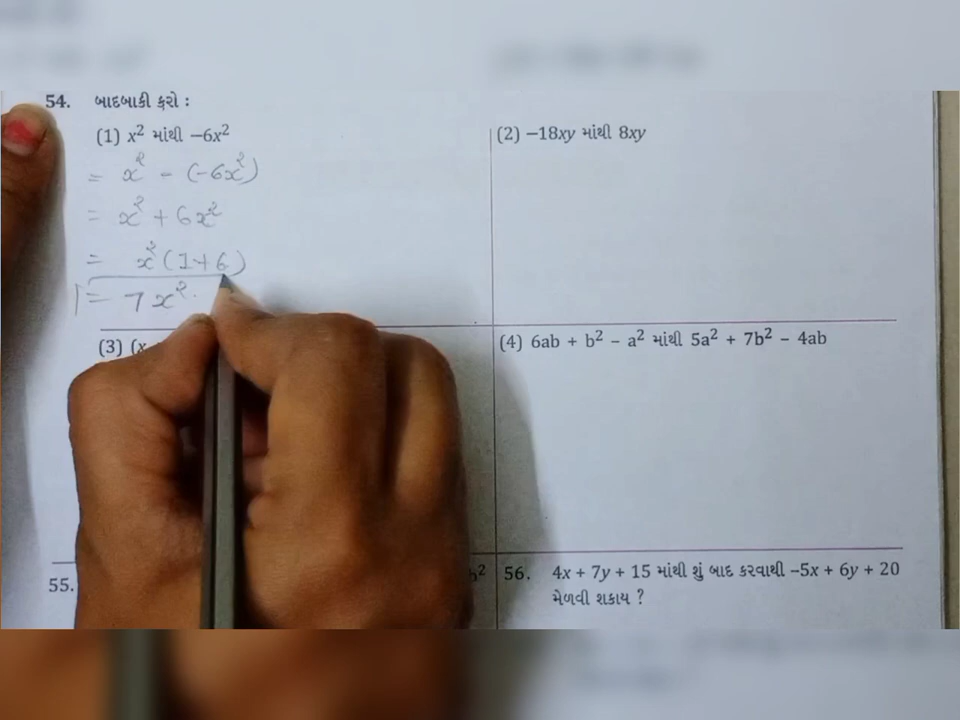 54. બાદબાકી કરો :
(1) x² માંથી −6x²
= x² − (−6x²)
= x² + 6x²
= x² (1+6)
= 7x².
(2) −18xy માંથી 8xy
(3) (x
(4) 6ab + b² − a² માંથી 5a² + 7b² − 4ab
55.
b²
56. 4x + 7y + 15 માંથી શું બાદ કરવાથી −5x + 6y + 20
મેળવી શકાય ?